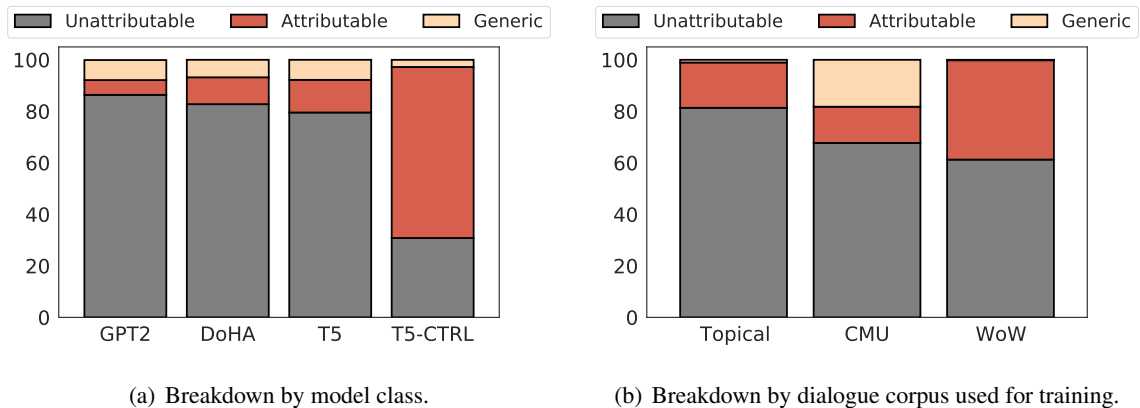 Unattributable Attributable Generic
100
80
60
40
20
0
GPT2 DoHA T5 T5-CTRL
(a) Breakdown by model class.
Unattributable Attributable Generic
100
80
60
40
20
0
Topical CMU WoW
(b) Breakdown by dialogue corpus used for training.